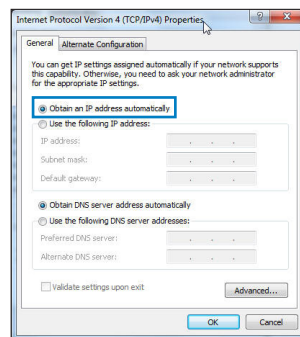 Internet Protocol Version 4 (TCP/IPv4) Properties
General
Alternate Configuration
You can get IP settings assigned automatically if your network supports
this capability. Otherwise, you need to ask your network administrator
for the appropriate IP settings.
Obtain an IP address automatically
Use the following IP address:
IP address:
Subnet mask:
Default gateway:
Obtain DNS server address automatically
Use the following DNS server addresses:
Preferred DNS server:
Alternate DNS server:
Validate settings upon exit
Advanced...
OK
Cancel